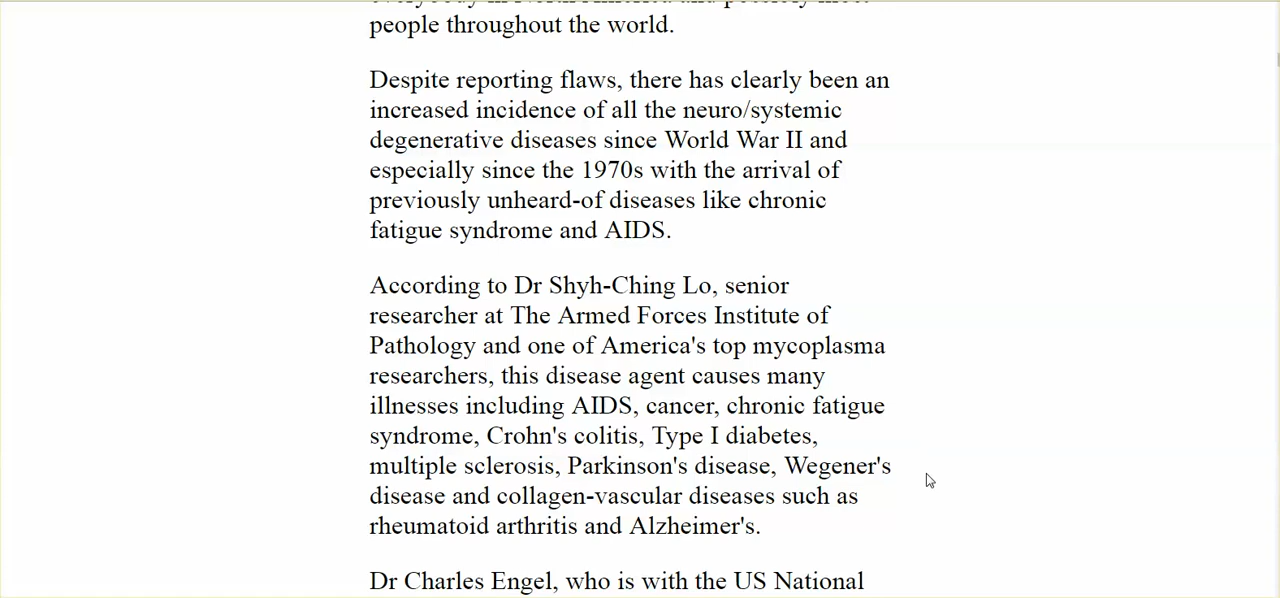 people throughout the world.
Despite reporting flaws, there has clearly been an
increased incidence of all the neuro/systemic
degenerative diseases since World War II and
especially since the 1970s with the arrival of
previously unheard-of diseases like chronic
fatigue syndrome and AIDS.
According to Dr Shyh-Ching Lo, senior
researcher at The Armed Forces Institute of
Pathology and one of America's top mycoplasma
researchers, this disease agent causes many
illnesses including AIDS, cancer, chronic fatigue
syndrome, Crohn's colitis, Type I diabetes,
multiple sclerosis, Parkinson's disease, Wegener's
disease and collagen-vascular diseases such as
rheumatoid arthritis and Alzheimer's.
Dr Charles Engel, who is with the US National